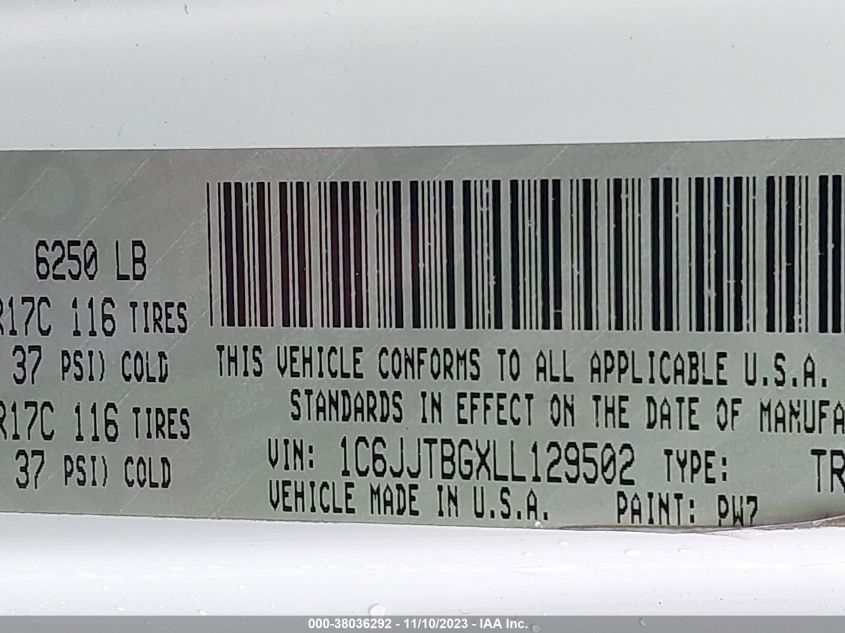 6250 LB
R17C 116 TIRES
37 PSI) COLD
R17C 116 TIRES
37 PSI) COLD
THIS VEHICLE CONFORMS TO ALL APPLICABLE U.S.A.
STANDARDS IN EFFECT ON THE DATE OF MANUFA
VIN: 1C6JJTBGXLL129502 TYPE: TR
VEHICLE MADE IN U.S.A. PAINT: PW7
000-38036292 - 11/10/2023 - IAA Inc.